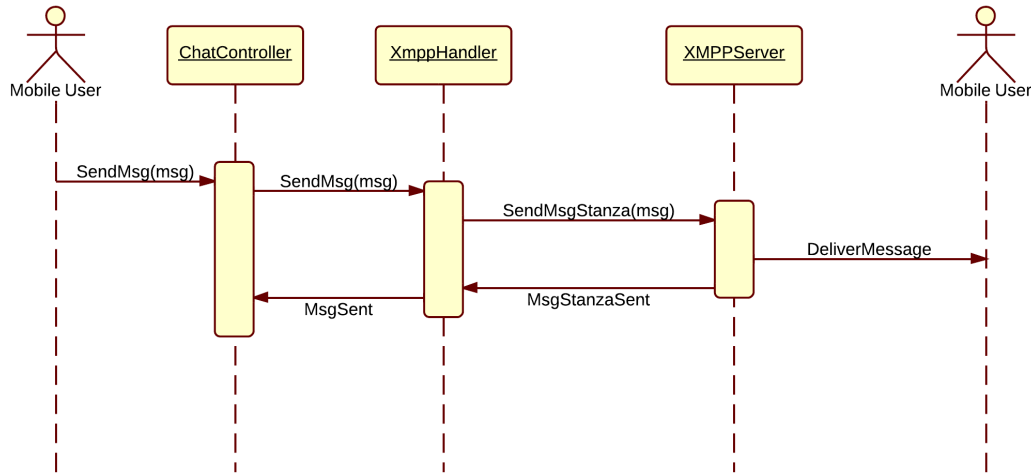 ChatController
XmppHandler
XMPPServer
Mobile User
Mobile User
SendMsg(msg)
SendMsg(msg)
SendMsgStanza(msg)
DeliverMessage
MsgStanzaSent
MsgSent